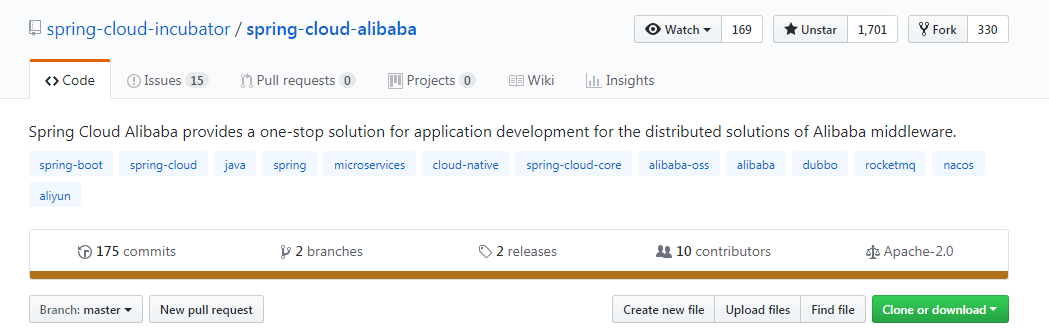 spring-cloud-incubator / spring-cloud-alibaba Watch 169 Unstar 1,701 Fork 330
Code Issues 15 Pull requests 0 Projects 0 Wiki Insights
Spring Cloud Alibaba provides a one-stop solution for application development for the distributed solutions of Alibaba middleware.
spring-boot spring-cloud java spring microservices cloud-native spring-cloud-core alibaba-oss alibaba dubbo rocketmq nacos
aliyun
175 commits 2 branches 2 releases 10 contributors Apache-2.0
Branch: master New pull request Create new file Upload files Find file Clone or download